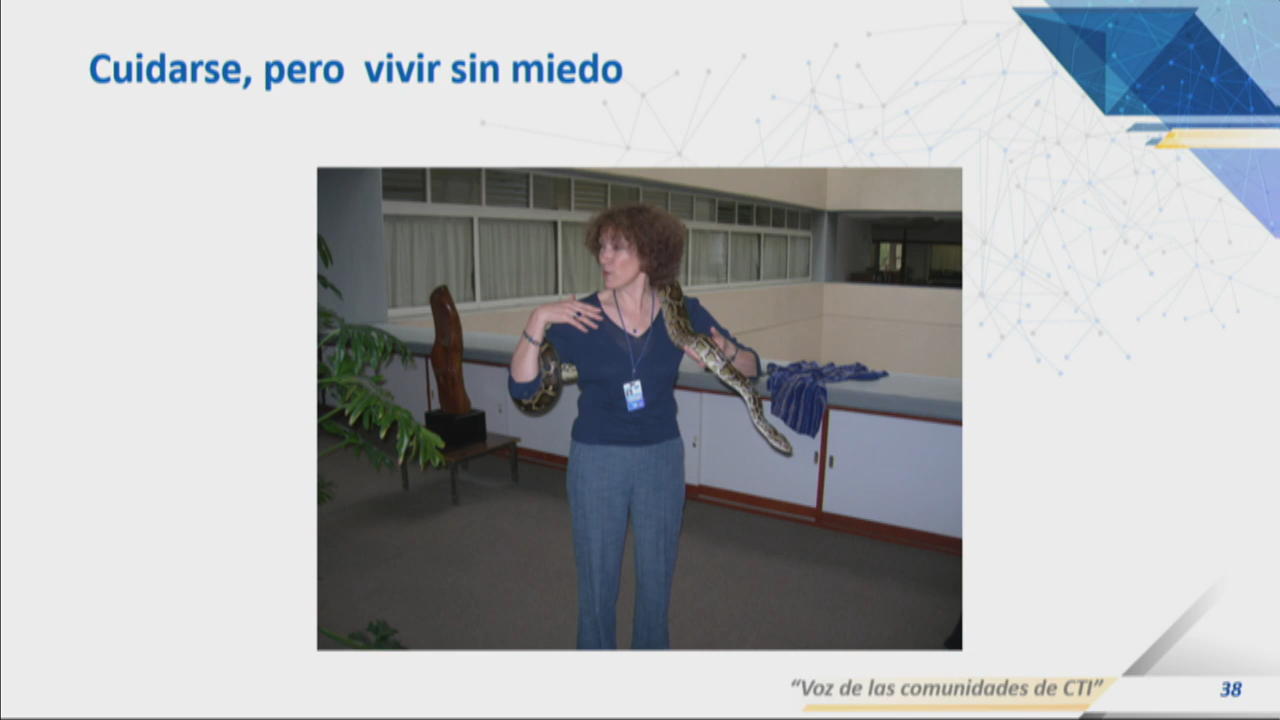 Cuidarse, pero vivir sin miedo
“Voz de las comunidades de CTI”
38